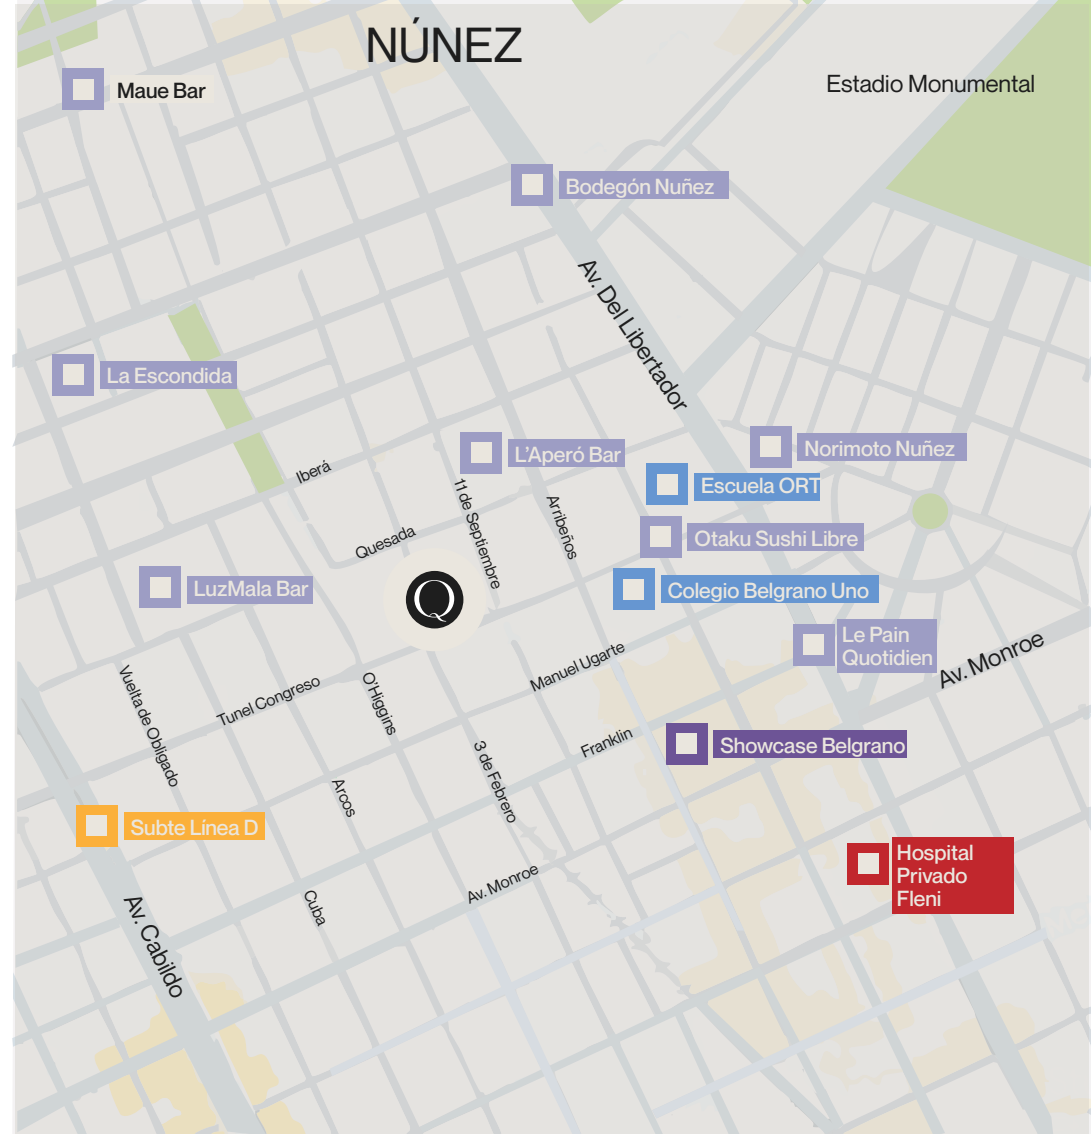 NÚNEZ
Estadio Monumental
Maue Bar
Bodegón Nuñez
Av. Del Libertador
La Escondida
L'Aperó Bar
Norimoto Nuñez
Iberá
Escuela ORT
11 de Septiembre
Arribeños
Quesada
Otaku Sushi Libre
LuzMala Bar
Q
Colegio Belgrano Uno
Le Pain
Quotidien
Av. Monroe
Manuel Ugarte
Vuelta de Obligado
Tunel Congreso
O'Higgins
Franklin
Showcase Belgrano
3 de Febrero
Arcos
Subte Línea D
Hospital
Privado
Fleni
Av. Monroe
Cuba
Av. Cabildo